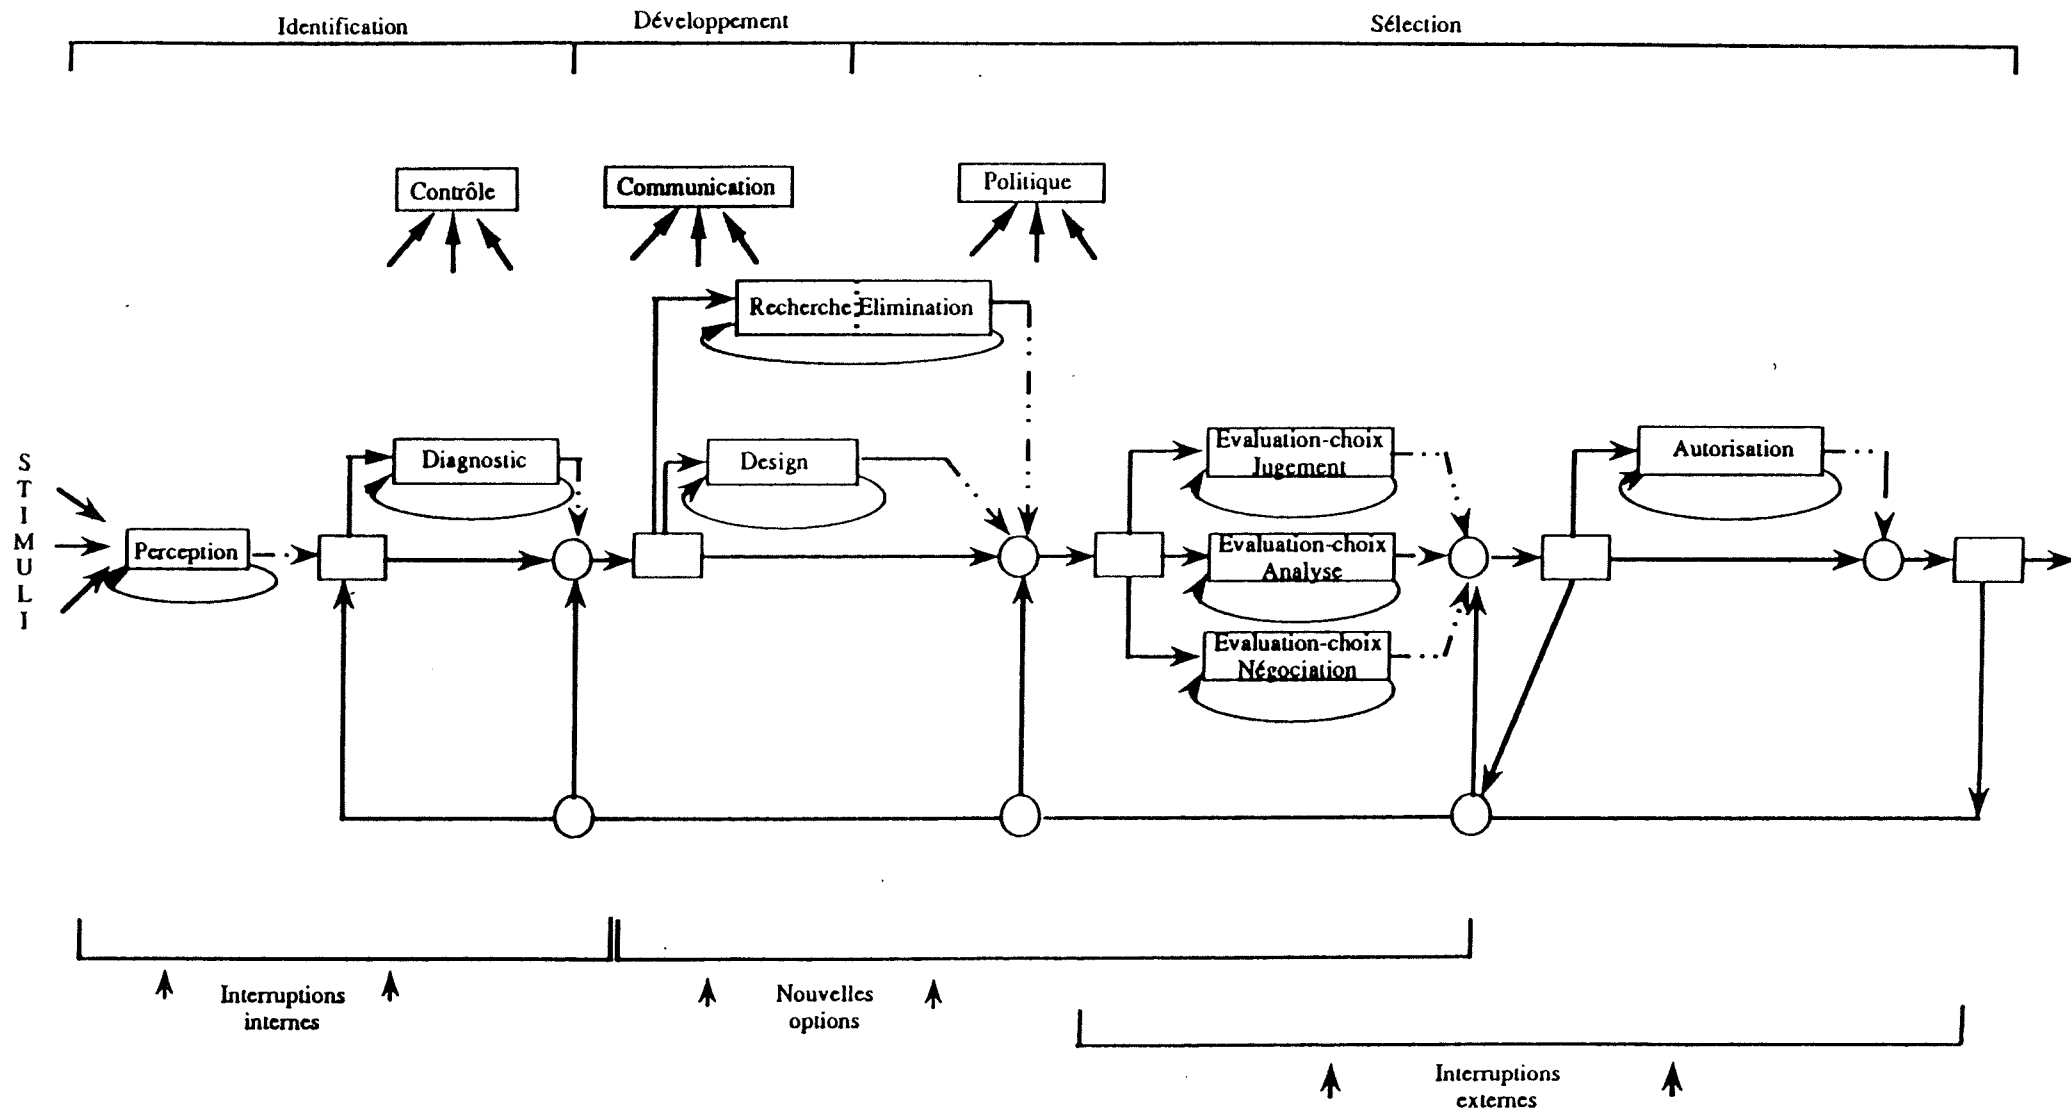 Identification
Développement
Sélection
Contrôle
Communication
Politique
Recherche Elimination
Diagnostic
Design
Evaluation-choix
Jugement
Autorisation
STIMULI
Perception
Evaluation-choix
Analyse
Evaluation-choix
Négociation
Interruptions
internes
Nouvelles
options
Interruptions
externes